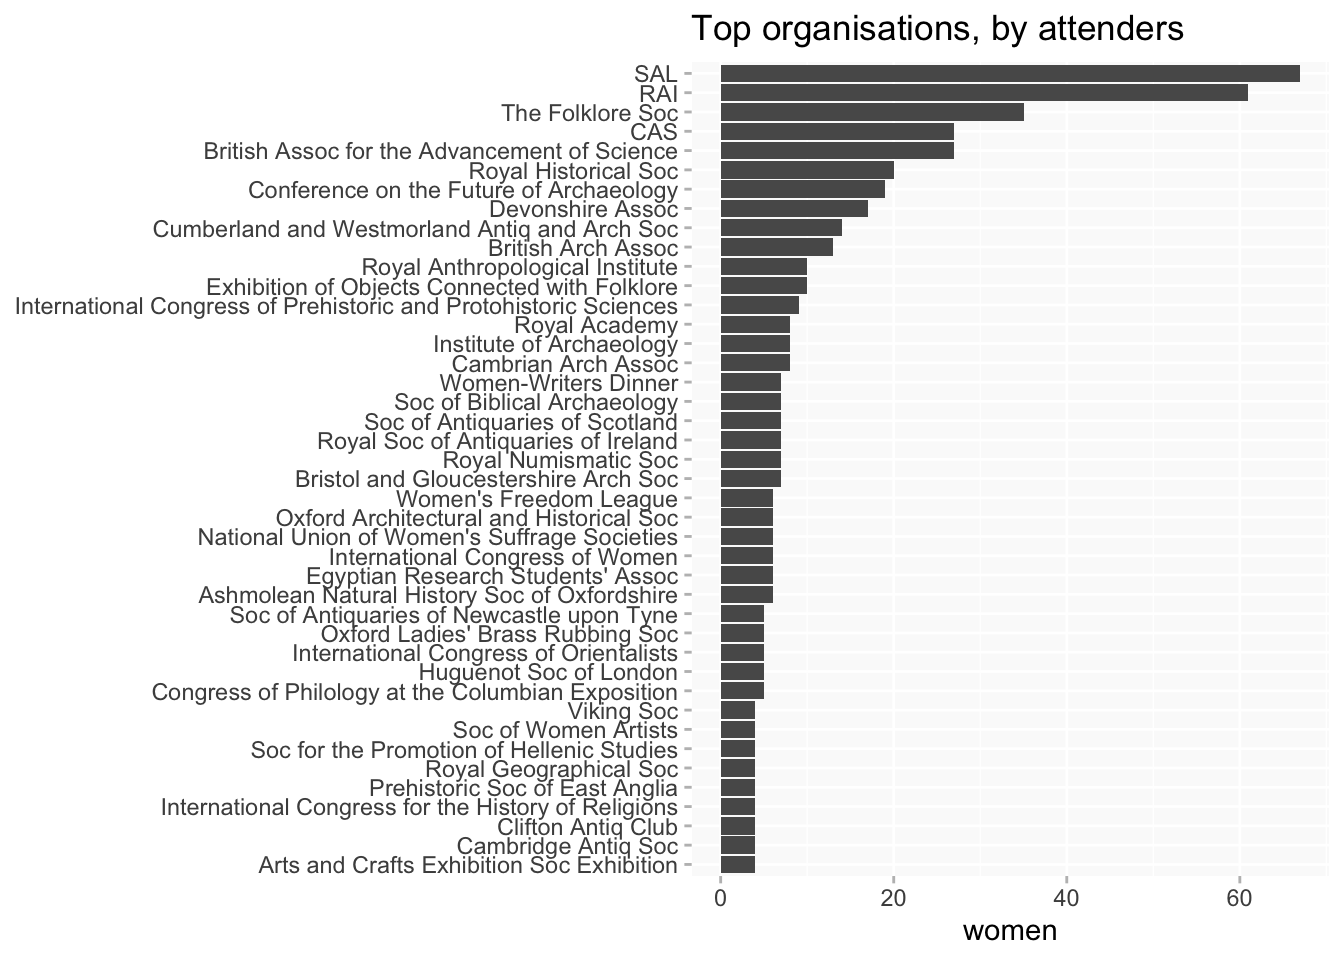 Top organisations, by attenders
SAL
RAI
The Folklore Soc
CAS
British Assoc for the Advancement of Science
Royal Historical Soc
Conference on the Future of Archaeology
Devonshire Assoc
Cumberland and Westmorland Antiq and Arch Soc
British Arch Assoc
Royal Anthropological Institute
Exhibition of Objects Connected with Folklore
International Congress of Prehistoric and Protohistoric Sciences
Royal Academy
Institute of Archaeology
Cambrian Arch Assoc
Women-Writers Dinner
Soc of Biblical Archaeology
Soc of Antiquaries of Scotland
Royal Soc of Antiquaries of Ireland
Royal Numismatic Soc
Bristol and Gloucestershire Arch Soc
Women's Freedom League
Oxford Architectural and Historical Soc
National Union of Women's Suffrage Societies
International Congress of Women
Egyptian Research Students' Assoc
Ashmolean Natural History Soc of Oxfordshire
Soc of Antiquaries of Newcastle upon Tyne
Oxford Ladies' Brass Rubbing Soc
International Congress of Orientalists
Huguenot Soc of London
Congress of Philology at the Columbian Exposition
Viking Soc
Soc of Women Artists
Soc for the Promotion of Hellenic Studies
Royal Geographical Soc
Prehistoric Soc of East Anglia
International Congress for the History of Religions
Clifton Antiq Club
Cambridge Antiq Soc
Arts and Crafts Exhibition Soc Exhibition
0 20 40 60
women